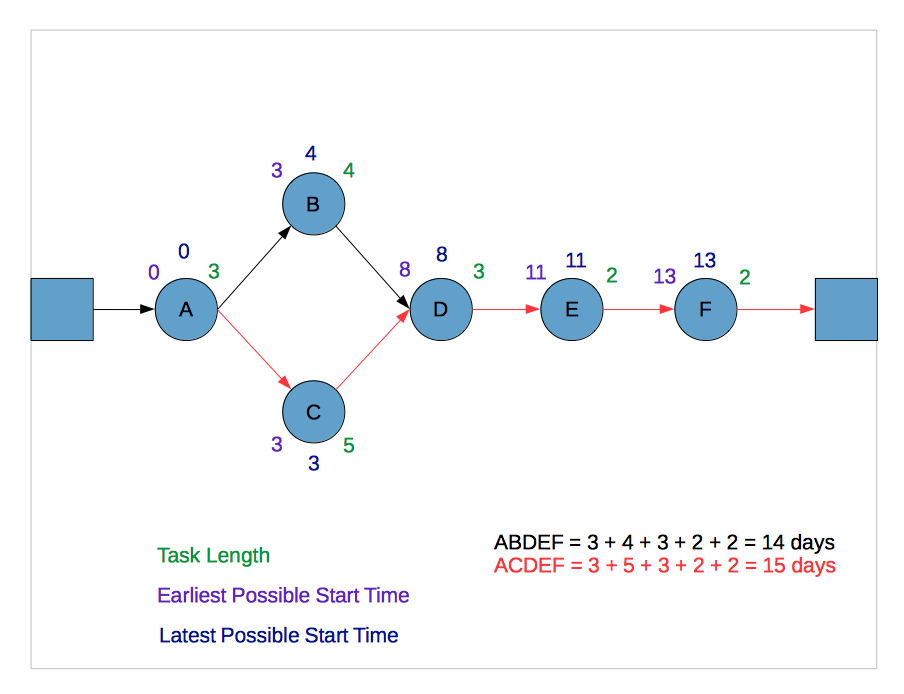 4
3 4
B
0
0 3
A
8
8 3
D
11
11 2
E
13
13 2
F
C
3 5
3
ABDEF = 3 + 4 + 3 + 2 + 2 = 14 days
ACDEF = 3 + 5 + 3 + 2 + 2 = 15 days
Task Length
Earliest Possible Start Time
Latest Possible Start Time